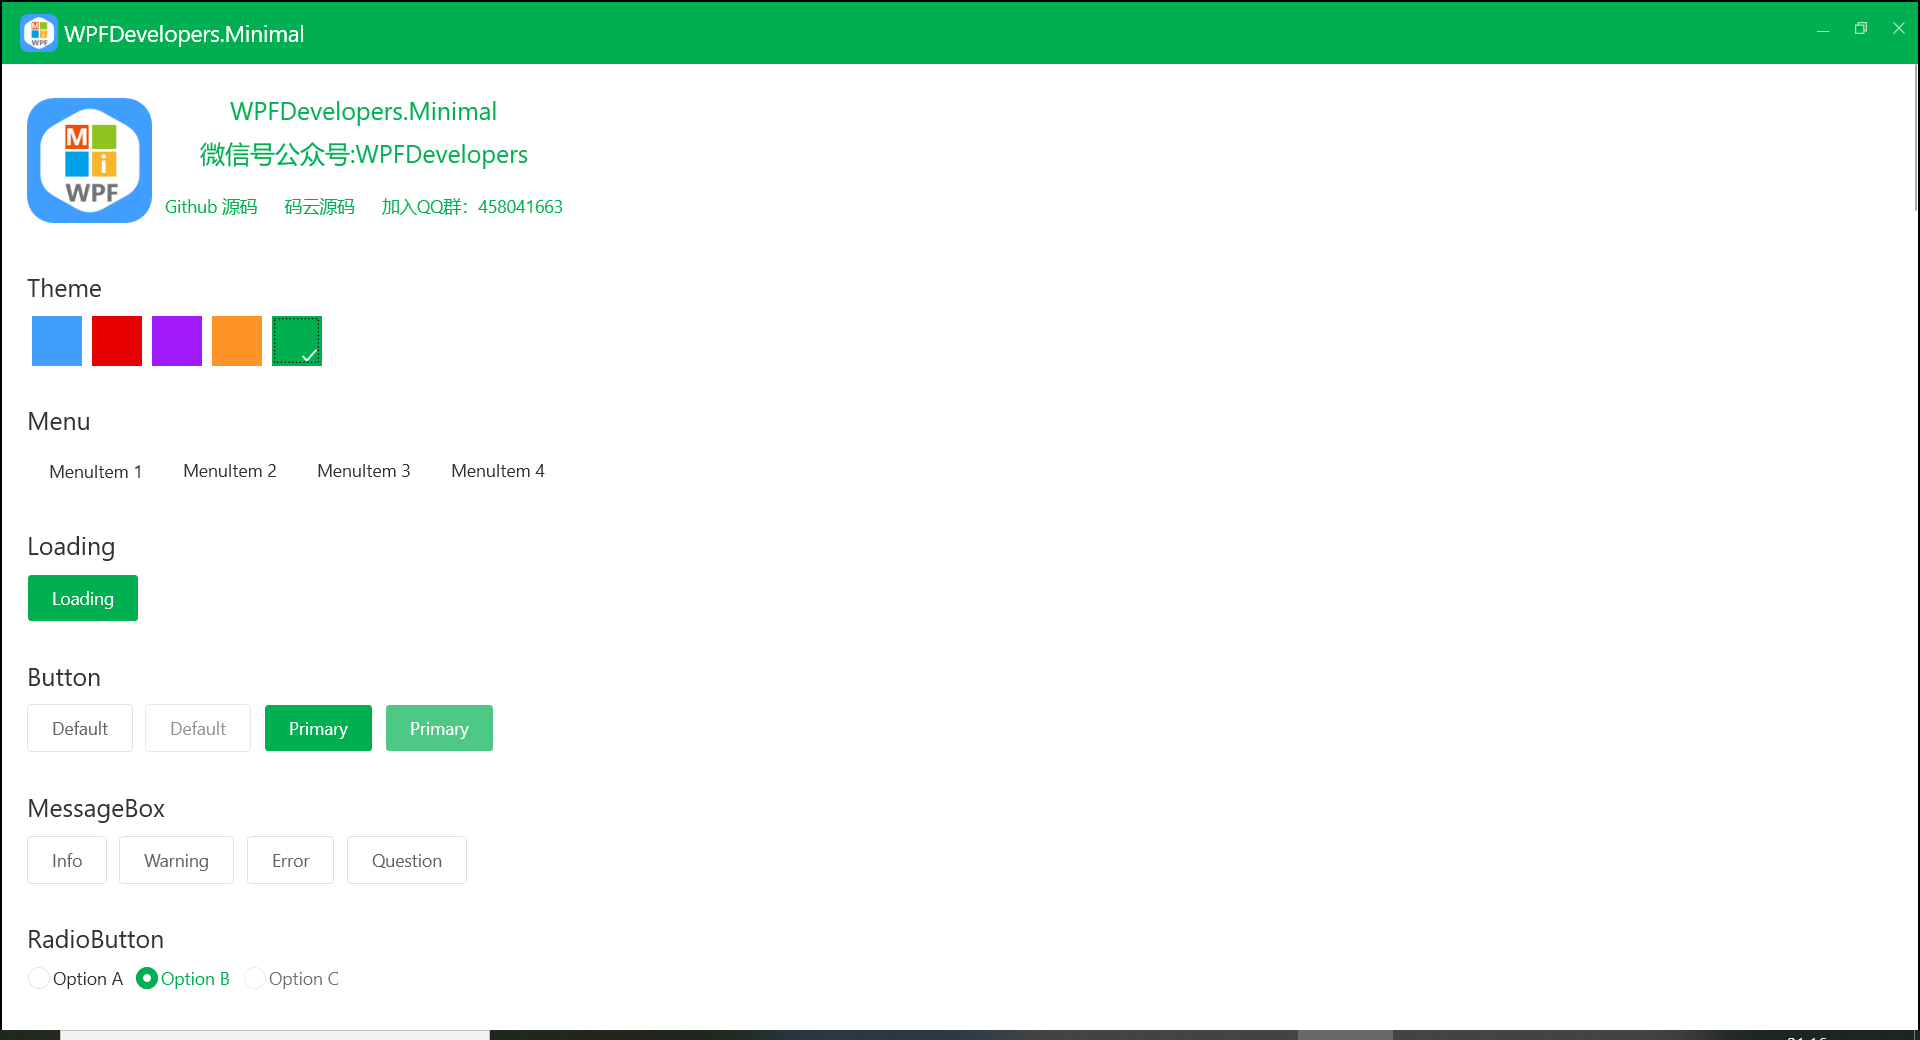 WPFDevelopers.Minimal
WPFDevelopers.Minimal
微信号公众号:WPFDevelopers
Github 源码 码云源码 加入QQ群：458041663
Mi
WPF
Theme
Menu
MenuItem 1 MenuItem 2 MenuItem 3 MenuItem 4
Loading
Loading
Button
Default Default Primary Primary
MessageBox
Info Warning Error Question
RadioButton
Option A Option B Option C